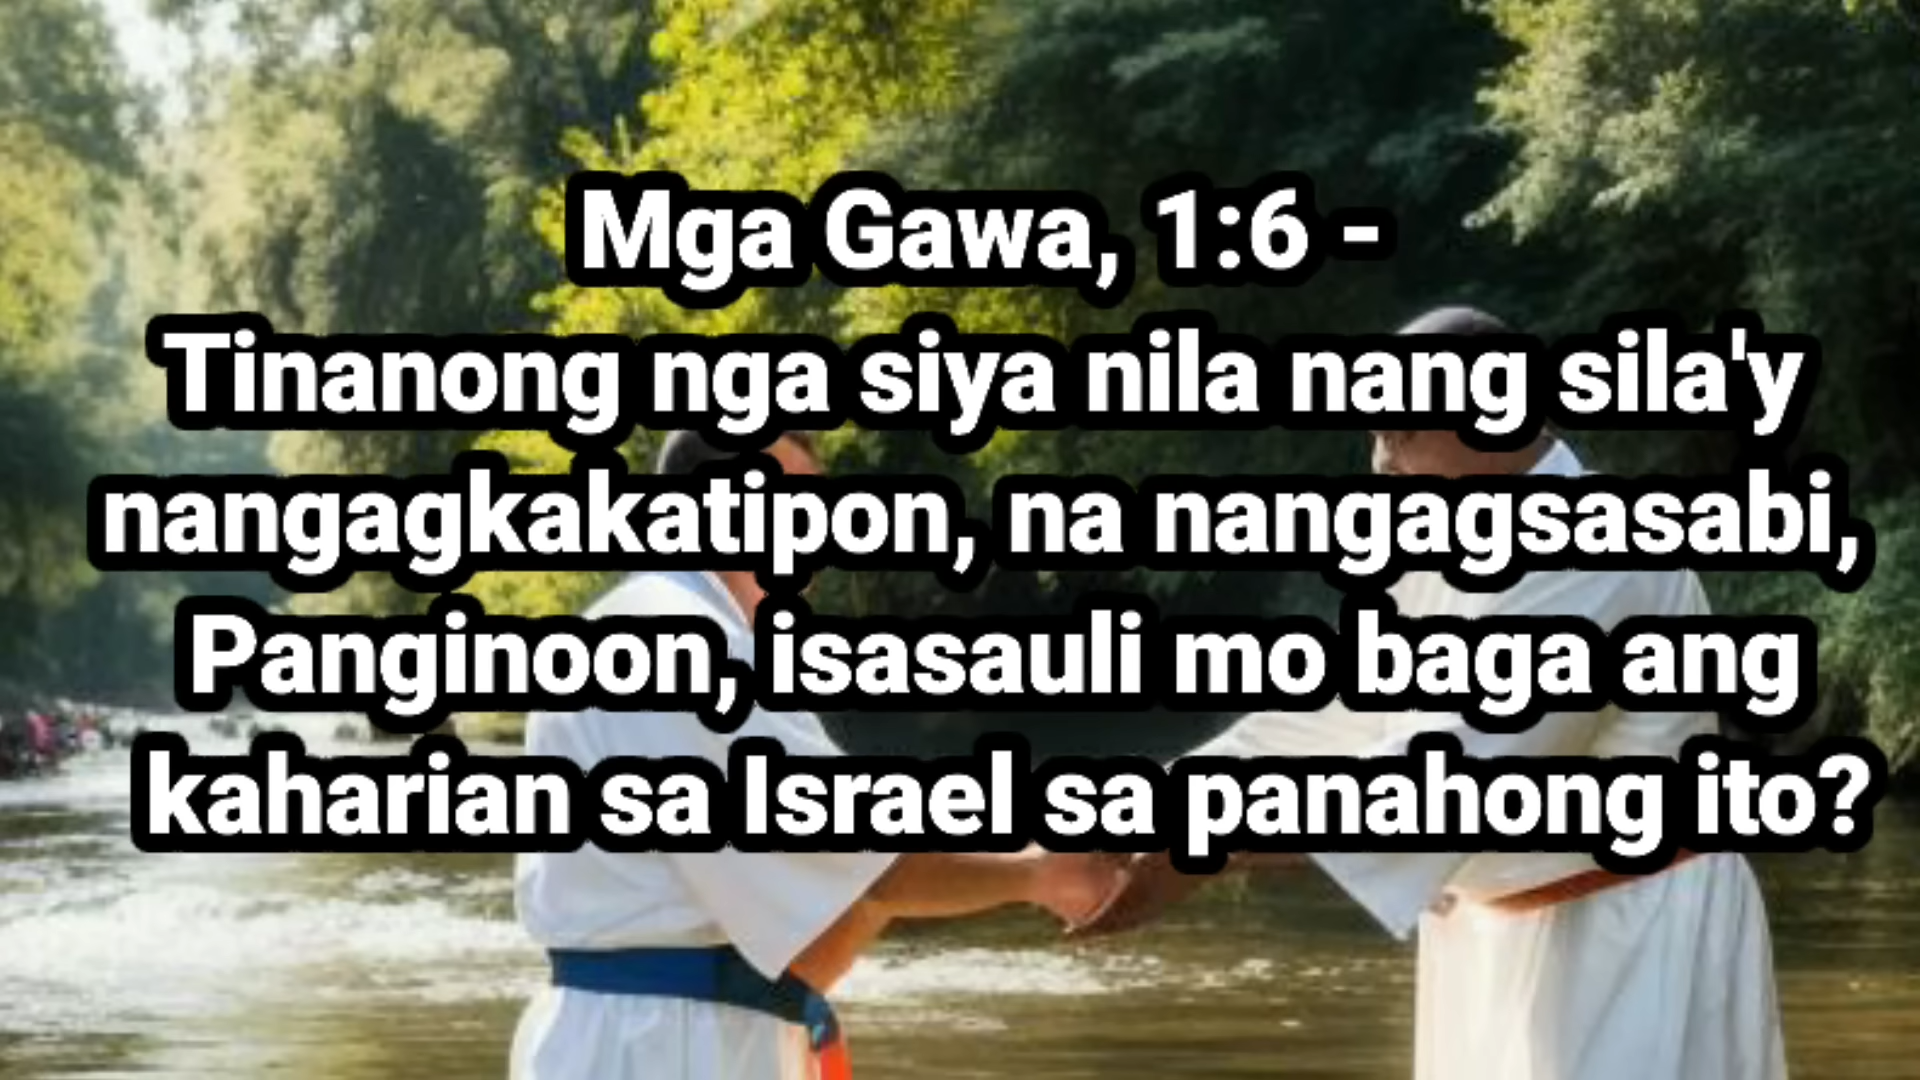 Mga Gawa, 1:6 -
Tinanong nga siya nila nang sila'y
nangagkakatipon, na nangagsasabi,
Panginoon, isasauli mo baga ang
kaharian sa Israel sa panahong ito?